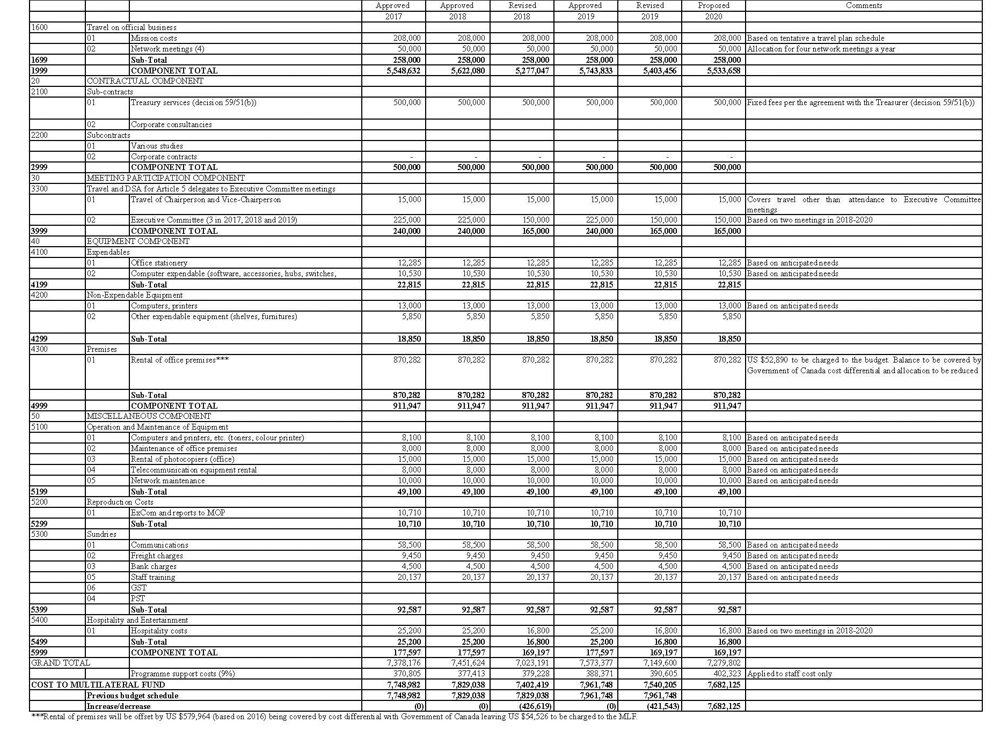 Approved Approved Revised Approved Revised Proposed Comments
2017 2018 2018 2019 2019 2020
1600 Travel on official business
01 Mission costs 208,000 208,000 208,000 208,000 208,000 208,000 Based on tentative a travel plan schedule
02 Network meetings (4) 50,000 50,000 50,000 50,000 50,000 50,000 Allocation for four network meetings a year
1699 Sub-Total 258,000 258,000 258,000 258,000 258,000 258,000
1999 COMPONENT TOTAL 5,548,632 5,622,080 5,277,047 5,743,833 5,403,456 5,533,658
20 CONTRACTUAL COMPONENT
2100 Sub-contracts
01 Treasury services (decision 59/51(b)) 500,000 500,000 500,000 500,000 500,000 500,000 Fixed fees per the agreement with the Treasurer (decision 59/51(b))
02 Corporate consultancies
2200 Subcontracts
01 Various studies
02 Corporate contracts - - - - - -
2999 COMPONENT TOTAL 500,000 500,000 500,000 500,000 500,000 500,000
30 MEETING PARTICIPATION COMPONENT
3300 Travel and DSA for Article 5 delegates to Executive Committee meetings
01 Travel of Chairperson and Vice-Chairperson 15,000 15,000 15,000 15,000 15,000 15,000 Covers travel other than attendance to Executive Committee
meetings
02 Executive Committee (3 in 2017, 2018 and 2019) 225,000 225,000 150,000 225,000 150,000 150,000 Based on two meetings in 2018-2020
3999 COMPONENT TOTAL 240,000 240,000 165,000 240,000 165,000 165,000
40 EQUIPMENT COMPONENT
4100 Expendables
01 Office stationery 12,285 12,285 12,285 12,285 12,285 12,285 Based on anticipated needs
02 Computer expendable (software, accessories, hubs, switches, 10,530 10,530 10,530 10,530 10,530 10,530 Based on anticipated needs
4199 Sub-Total 22,815 22,815 22,815 22,815 22,815 22,815
4200 Non-Expendable Equipment
01 Computers, printers 13,000 13,000 13,000 13,000 13,000 13,000 Based on anticipated needs
02 Other expendable equipment (shelves, furnitures) 5,850 5,850 5,850 5,850 5,850 5,850
4299 Sub-Total 18,850 18,850 18,850 18,850 18,850 18,850
4300 Premises
01 Rental of office premises*** 870,282 870,282 870,282 870,282 870,282 870,282 US $52,890 to be charged to the budget. Balance to be covered by
Government of Canada cost differential and allocation to be reduced
Sub-Total 870,282 870,282 870,282 870,282 870,282 870,282
4999 COMPONENT TOTAL 911,947 911,947 911,947 911,947 911,947 911,947
50 MISCELLANEOUS COMPONENT
5100 Operation and Maintenance of Equipment
01 Computers and printers, etc. (toners, colour printer) 8,100 8,100 8,100 8,100 8,100 8,100 Based on anticipated needs
02 Maintenance of office premises 8,000 8,000 8,000 8,000 8,000 8,000 Based on anticipated needs
03 Rental of photocopiers (office) 15,000 15,000 15,000 15,000 15,000 15,000 Based on anticipated needs
04 Telecommunication equipment rental 8,000 8,000 8,000 8,000 8,000 8,000 Based on anticipated needs
05 Network maintenance 10,000 10,000 10,000 10,000 10,000 10,000 Based on anticipated needs
5199 Sub-Total 49,100 49,100 49,100 49,100 49,100 49,100
5200 Reproduction Costs
01 ExCom and reports to MOP 10,710 10,710 10,710 10,710 10,710 10,710
5299 Sub-Total 10,710 10,710 10,710 10,710 10,710 10,710
5300 Sundries
01 Communications 58,500 58,500 58,500 58,500 58,500 58,500 Based on anticipated needs
02 Freight charges 9,450 9,450 9,450 9,450 9,450 9,450 Based on anticipated needs
03 Bank charges 4,500 4,500 4,500 4,500 4,500 4,500 Based on anticipated needs
05 Staff training 20,137 20,137 20,137 20,137 20,137 20,137 Based on anticipated needs
06 GST
04 PST
5399 Sub-Total 92,587 92,587 92,587 92,587 92,587 92,587
5400 Hospitality and Entertainment
01 Hospitality costs 25,200 25,200 16,800 25,200 16,800 16,800 Based on two meetings in 2018-2020
5499 Sub-Total 25,200 25,200 16,800 25,200 16,800 16,800
5999 COMPONENT TOTAL 177,597 177,597 169,197 177,597 169,197 169,197
GRAND TOTAL 7,378,176 7,451,624 7,023,191 7,573,377 7,149,600 7,279,802
Programme support costs (9%) 370,805 377,413 379,228 388,371 390,605 402,323 Applied to staff cost only
COST TO MULTILATERAL FUND 7,748,982 7,829,038 7,402,419 7,961,748 7,540,205 7,682,125
Previous budget schedule 7,748,982 7,829,038 7,829,038 7,961,748 7,961,748
Increase/decrease (0) (0) (426,619) (0) (421,543) 7,682,125
***Rental of premises will be offset by US $579,964 (based on 2016) being covered by cost differential with Government of Canada leaving US $54,526 to be charged to the MLF.